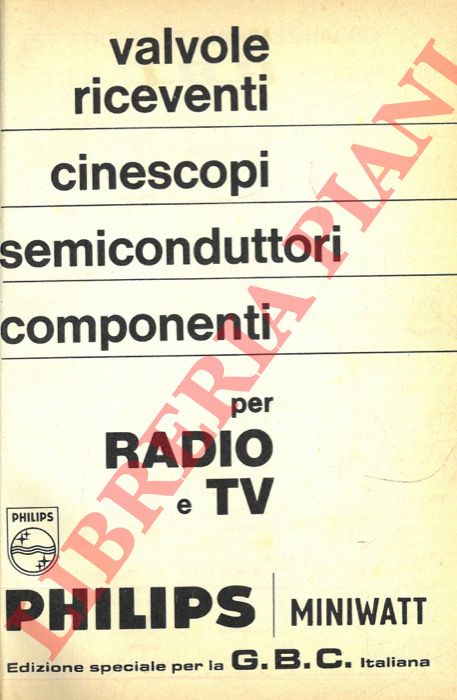 valvole
riceventi
cinescopi
semiconduttori
componenti
per
RADIO
e TV
PHILIPS
PHILIPS | MINIWATT
Edizione speciale per la G.B.C. Italiana
LIBRERIA PIANI